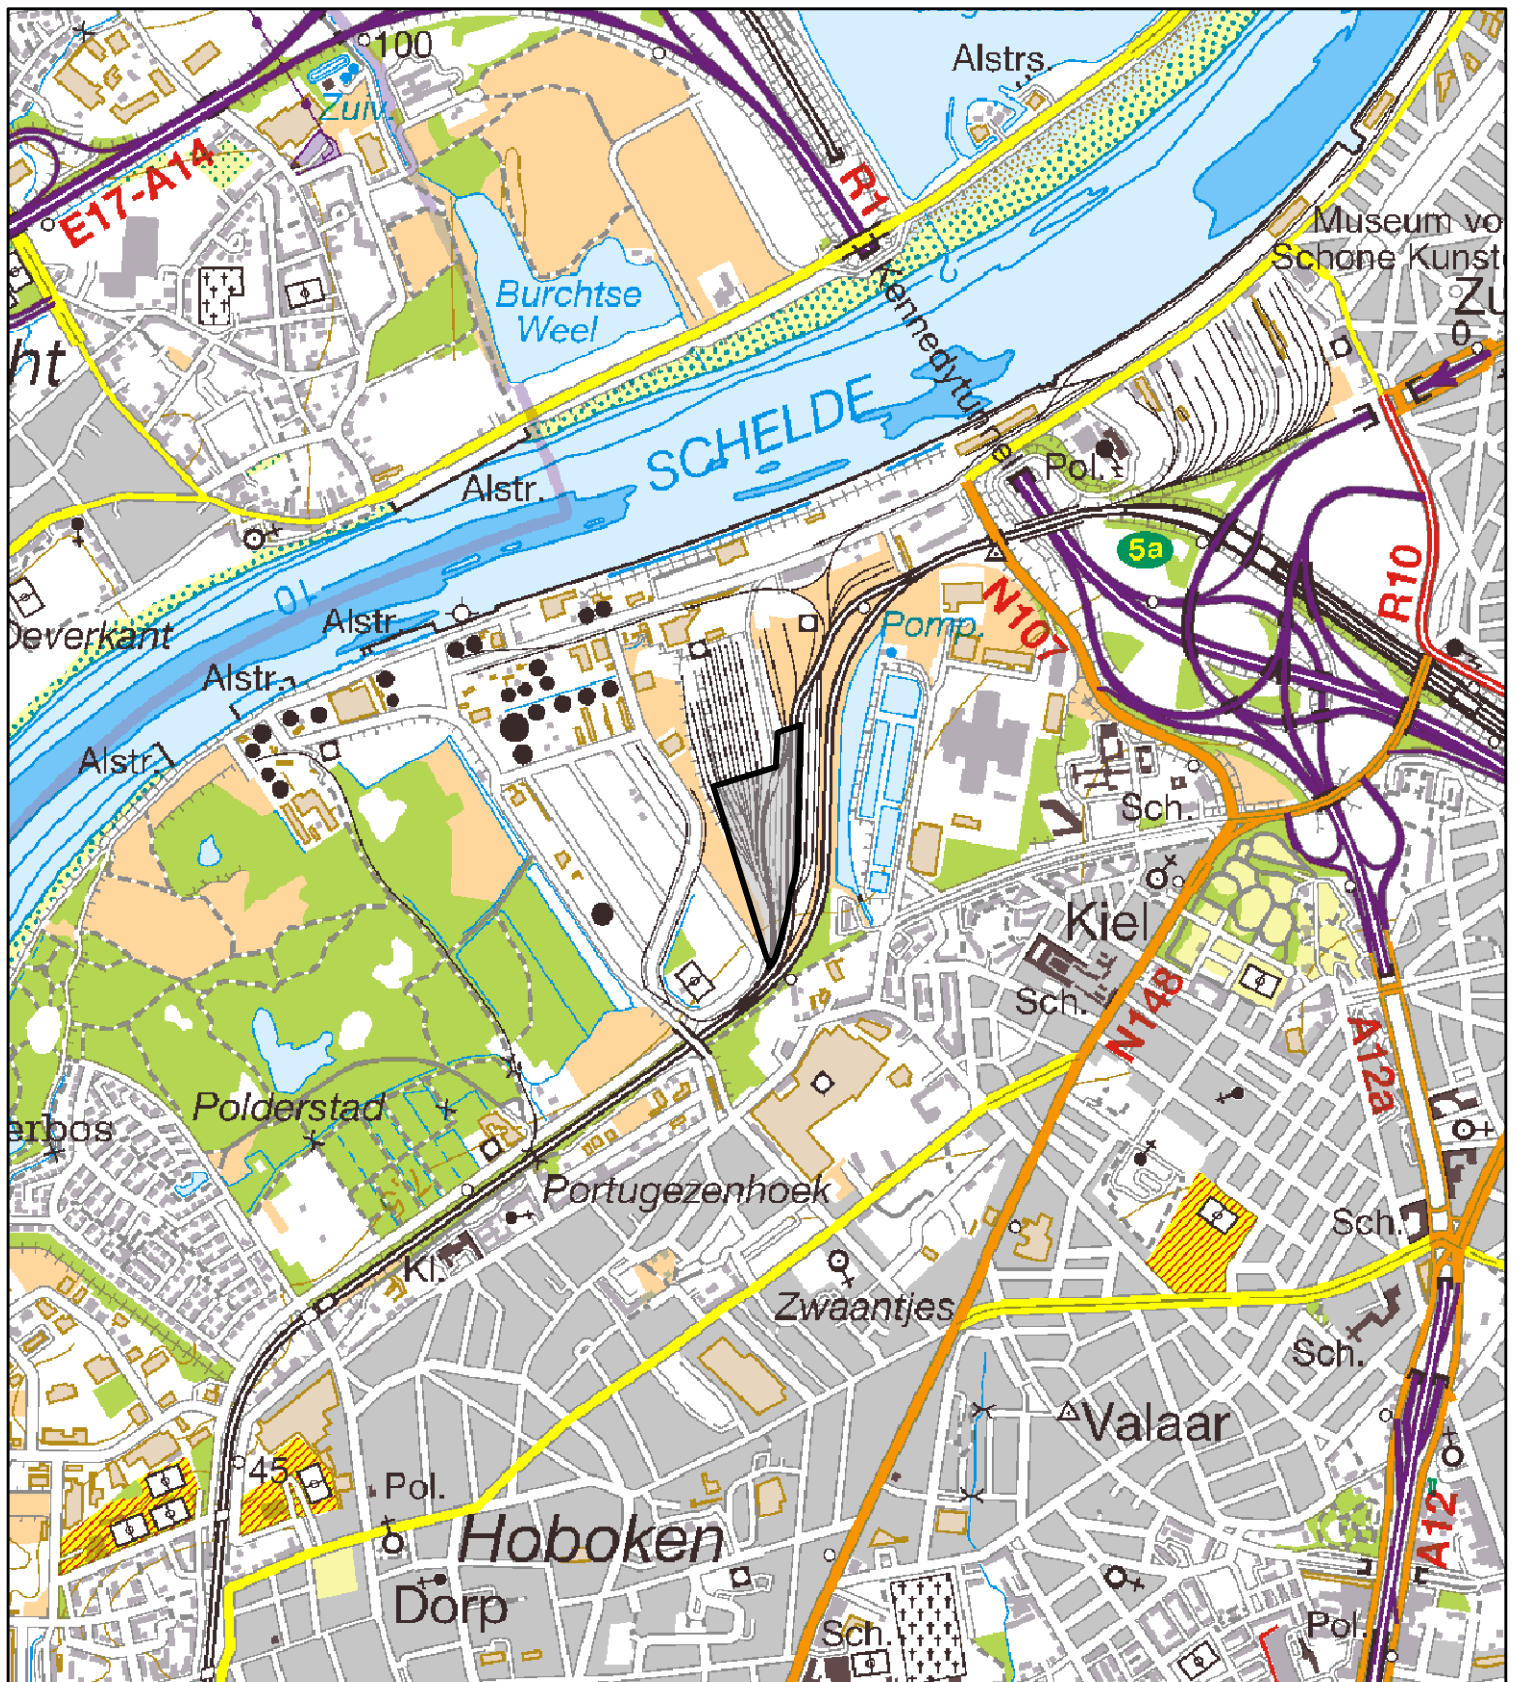 100
Alstrs.
Zuiv.
E17-A14
R1
Museum vo
Schone Kunst
Zu
Burchtse
Weel
Kennedytunnel
ht
SCHELDE
Pol.
Alstr.
5a
R10
N107
10
Alstr
Pomp.
Deverkant
Alstr.
Alstr.
Sch.
Kiel
Sch.
N148
A12a
Polderstad
erbos
Portugezenhoek
Sch.
Kl.
Zwaantjes
Sch.
Valaar
45
Pol.
A12
Hoboken
Dorp
Sch.
Pol.